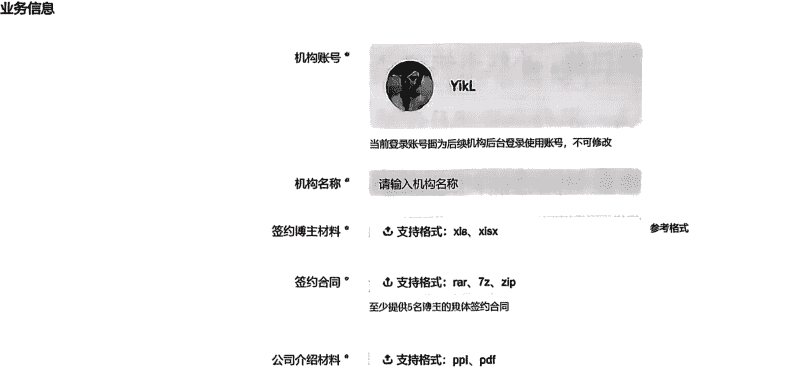 业务信息
机构账号 *
YikL
当前登录账号即为后续机构后台登录使用账号，不可修改
机构名称 *
请输入机构名称
签约博主材料 *
支持格式：xls、xlsx
参考格式
签约合同 *
支持格式：rar、7z、zip
至少提供5名博主的具体签约合同
公司介绍材料 *
支持格式：ppt、pdf